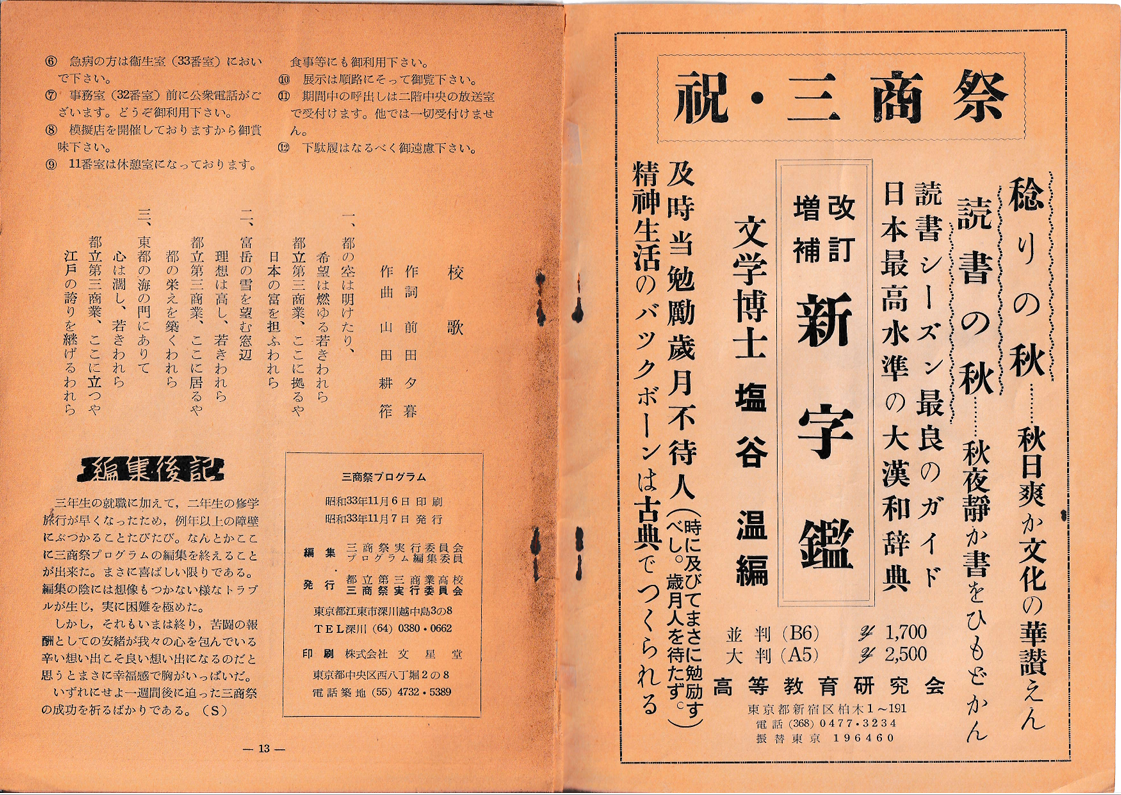 ⑥ 急病の方は衛生室（33番室）におい
で下さい。
⑦ 事務室（32番室）前に公衆電話がご
ざいます。どうぞ御利用下さい。
⑧ 模擬店を開催しておりますから御賞
味下さい。
⑨ 11番室は休憩室になっております。
食事等にも御利用下さい。
⑩ 展示は順路にそって御覧下さい。
⑪ 期間中の呼出しは二階中央の放送室
で受付けます。他では一切受付けませ
ん。
⑫ 下駄履はなるべく御遠慮下さい。
校歌
作詞 前田夕暮
作曲 山田耕筰
一、都の空は明けたり、
希望は燃ゆる若きわれら
都立第三商業、ここに拠るや
日本の富を担ふわれら
二、富岳の雪を望む窓辺
理想は高し、若きわれら
都立第三商業、ここに居るや
都の栄えを築くわれら
三、東都の海の門にありて
心は濶し、若きわれら
都立第三商業、ここに立つや
江戸の誇りを継げるわれら
編集後記
三年生の就職に加えて，二年生の修学
旅行が早くなったため，例年以上の障壁
にぶつかることたびたび。なんとかここ
に三商祭プログラムの編集を終えること
が出来た。まさに喜ばしい限りである。
編集の陰には想像もつかない様なトラブ
ルが生じ，実に困難を極めた。
しかし，それもいまは終り，苦闘の報
酬としての安緒が我々の心を包んでいる
辛い想い出こそ良い想い出になるのだと
思うとまさに幸福感で胸がいっぱいだ。
いずれにせよ一週間後に迫った三商祭
の成功を祈るばかりである。（S）
三商祭プログラム
昭和33年11月6日 印刷
昭和33年11月7日 発行
編集 三商祭実行委員会
プログラム編集委員
発行 都立第三商業高校
三商祭実行委員会
東京都江東市深川越中島3の8
TEL深川（64）0380・0662
印刷 株式会社 文星堂
東京都中央区西八丁堀2の8
電話築地（55）4732・5389
— 13 —
祝・三商祭
稔りの秋……秋日爽か文化の華讃えん
読書の秋……秋夜靜か書をひもどかん
読書シーズン最良のガイド
日本最高水準の大漢和辞典
改訂
増補
新字鑑
文学博士 塩谷温編
及時当勉勵歳月不待人（時に及びてまさに勉励す
べし。歳月人を待たず。）
精神生活のバックボーンは古典でつくられる
並判（B6） ¥ 1,700
大判（A5） ¥ 2,500
高等教育研究会
東京都新宿区柏木1～191
電話（368）0477・3234
振替東京 196460